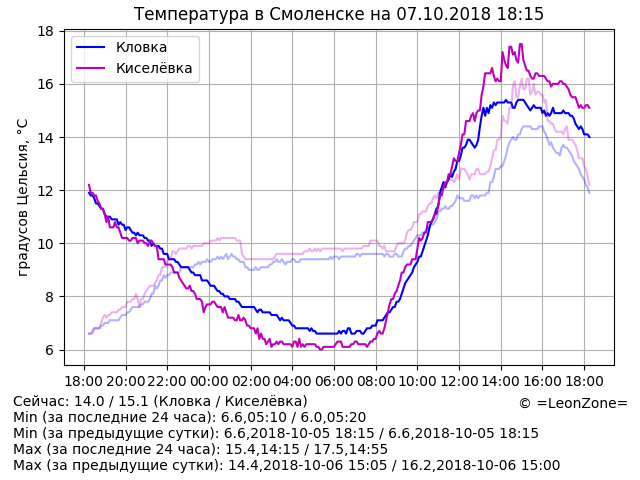 Температура в Смоленске на 07.10.2018 18:15
Кловка
Киселёвка
градусов Цельсия, °C
18
16
14
12
10
8
6
18:00 20:00 22:00 00:00 02:00 04:00 06:00 08:00 10:00 12:00 14:00 16:00 18:00
© =LeonZone=
Сейчас: 14.0 / 15.1 (Кловка / Киселёвка)
Min (за последние 24 часа): 6.6,05:10 / 6.0,05:20
Min (за предыдущие сутки): 6.6,2018-10-05 18:15 / 6.6,2018-10-05 18:15
Max (за последние 24 часа): 15.4,14:15 / 17.5,14:55
Max (за предыдущие сутки): 14.4,2018-10-06 15:05 / 16.2,2018-10-06 15:00